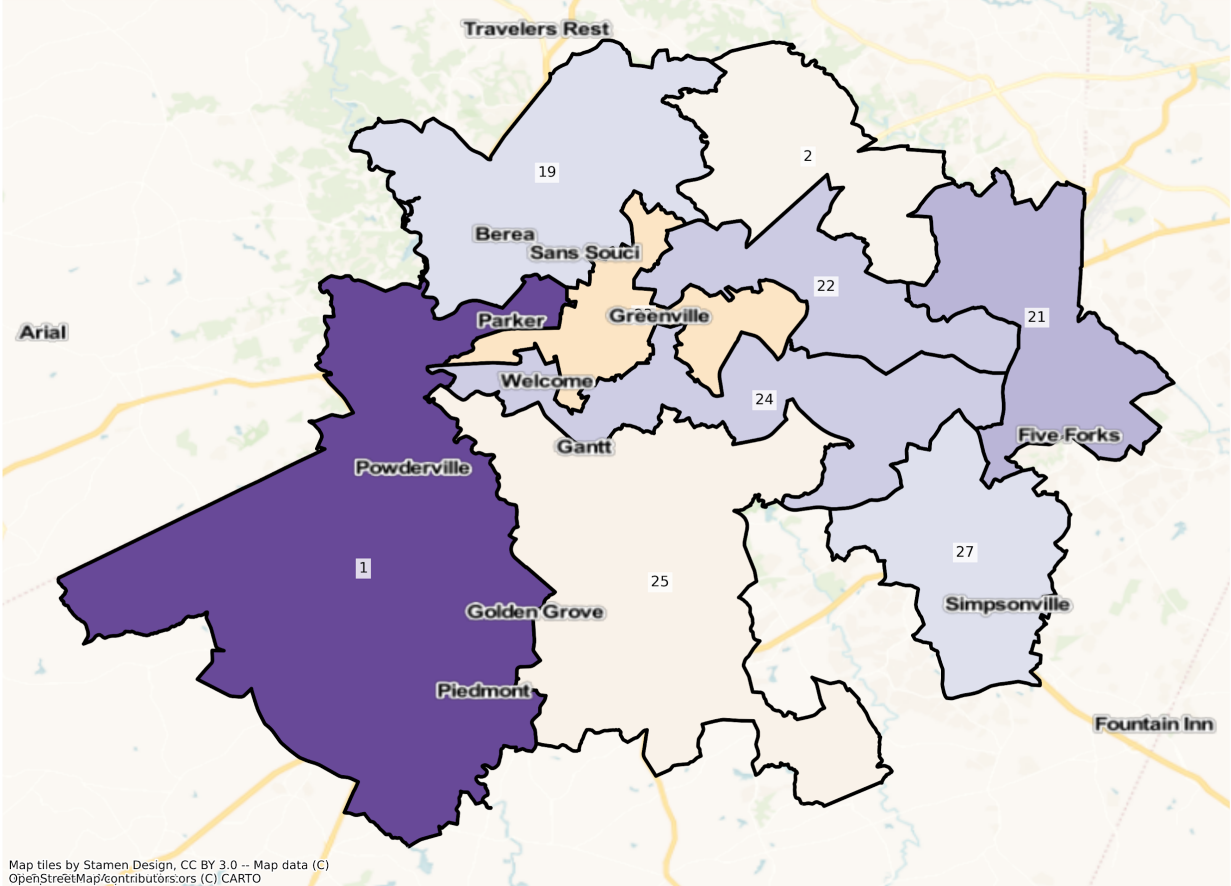 Travelers Rest
2
19
Berea
Sans Souci
22
Parker
Greenville
21
Arial
Welcome
24
Gantt
Five Forks
Powderville
27
1
25
Golden Grove
Simpsonville
Piedmont
Fountain Inn
Map tiles by Stamen Design, CC BY 3.0 -- Map data (C)
OpenStreetMap contributorstors (C) CARTO